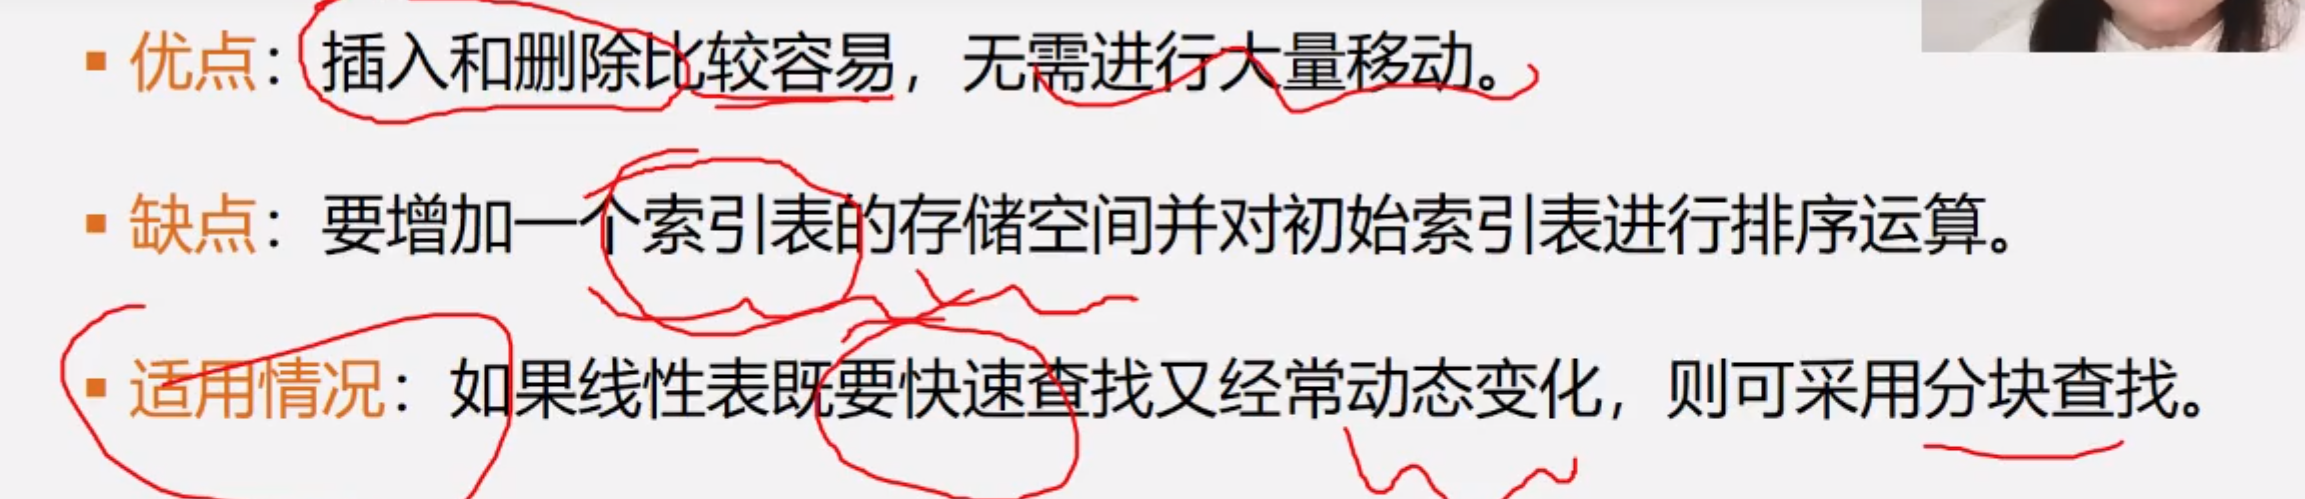 ▪ 优点：插入和删除比较容易，无需进行大量移动。
▪ 缺点：要增加一个索引表的存储空间并对初始索引表进行排序运算。
▪ 适用情况：如果线性表既要快速查找又经常动态变化，则可采用分块查找。